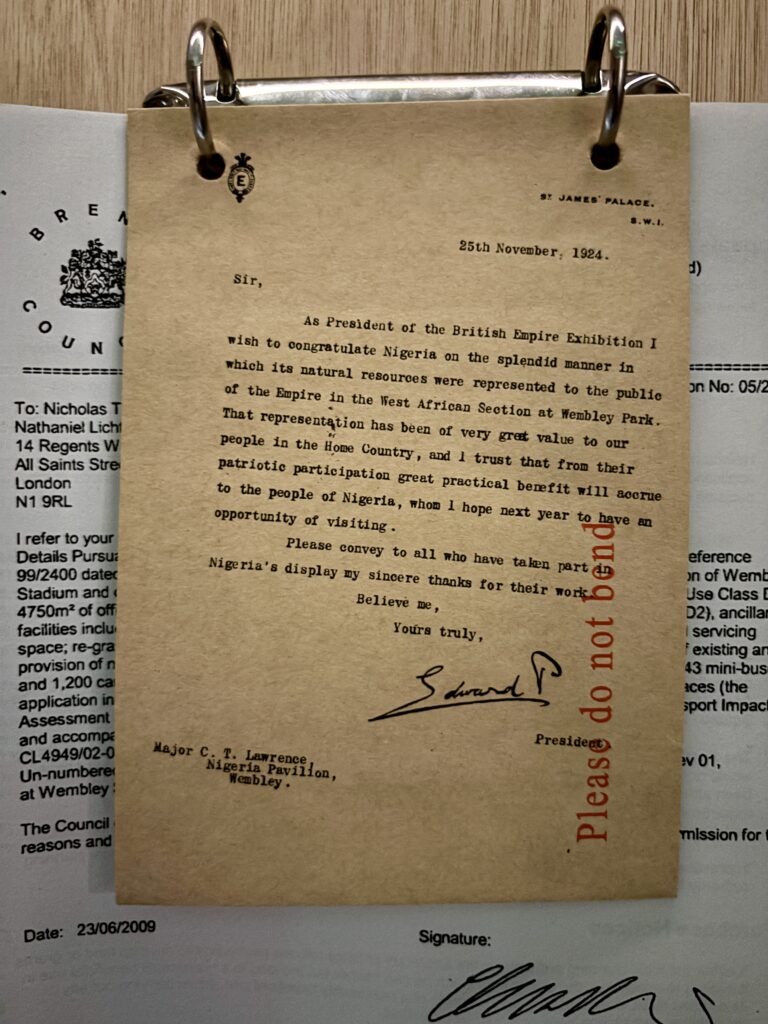 E
ST. JAMES' PALACE.
S.W.1.
25th November, 1924.
Sir,
As President of the British Empire Exhibition I
wish to congratulate Nigeria on the splendid manner in
which its natural resources were represented to the public
of the Empire in the West African Section at Wembley Park.
That representation has been of very great value to our
people in the Home Country, and I trust that from their
patriotic participation great practical benefit will accrue
to the people of Nigeria, whom I hope next year to have an
opportunity of visiting.
Please convey to all who have taken part in
Nigeria's display my sincere thanks for their work.
Believe me,
Yours truly,
Edward P
President
Major C. T. Lawrence,
Nigeria Pavilion,
Wembley.
Please do not bend
BREN
COUNC
To: Nicholas T
Nathaniel Licht
14 Regents W
All Saints Stre
London
N1 9RL
I refer to your
Details Pursua
99/2400 dated
Stadium and
4750m² of off
facilities inclu
space; re-gra
provision of n
and 1,200 ca
application in
Assessment
and accompa
CL4949/02-0
Un-numbered
at Wembley
The Council
reasons and
d)
on No: 05/2
eference
on of Wemb
Use Class D
D2), ancillar
servicing
f existing an
43 mini-bus
aces (the
sport Impact
ev 01,
rmission for t
Date: 23/06/2009
Signature: